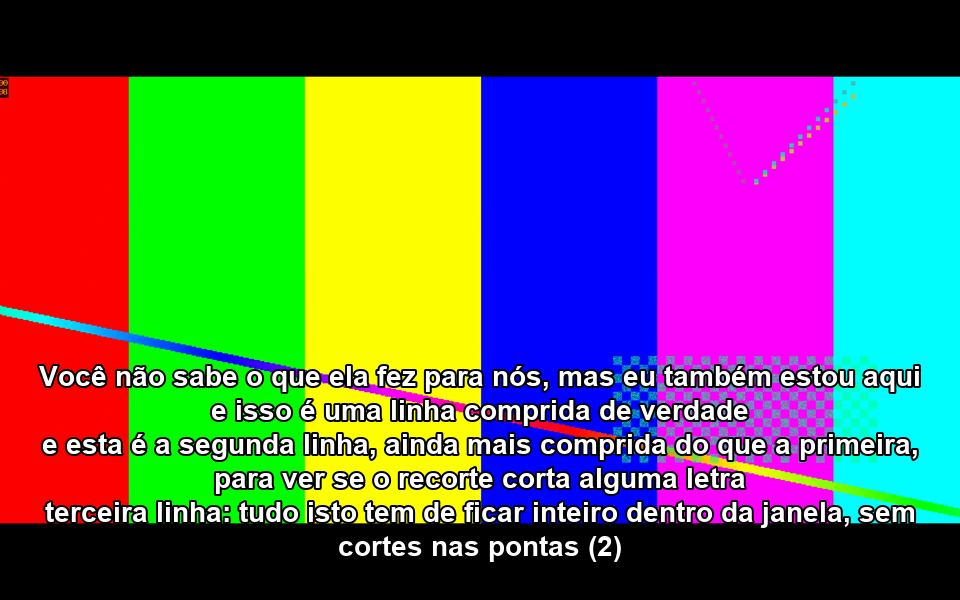 Você não sabe o que ela fez para nós, mas eu também estou aqui
e isso é uma linha comprida de verdade
e esta é a segunda linha, ainda mais comprida do que a primeira,
para ver se o recorte corta alguma letra
terceira linha: tudo isto tem de ficar inteiro dentro da janela, sem
cortes nas pontas (2)